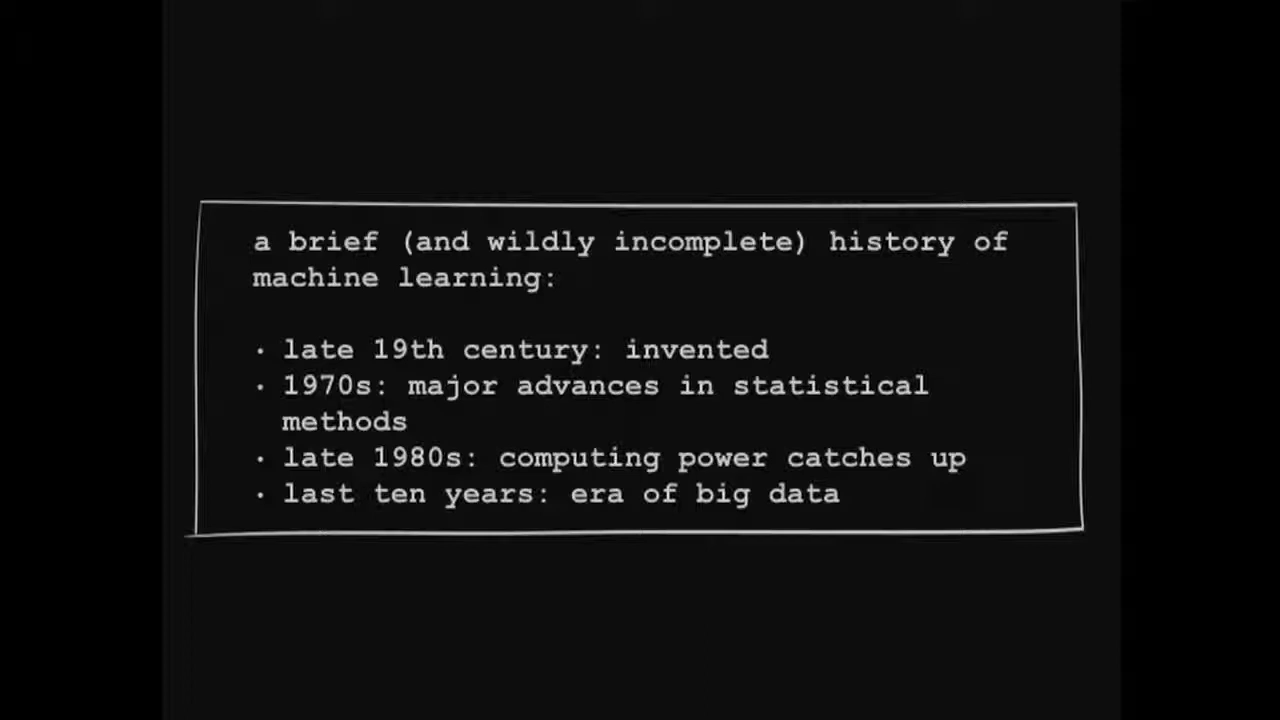 a brief (and wildly incomplete) history of
machine learning:
· late 19th century: invented
· 1970s: major advances in statistical
methods
· late 1980s: computing power catches up
· last ten years: era of big data